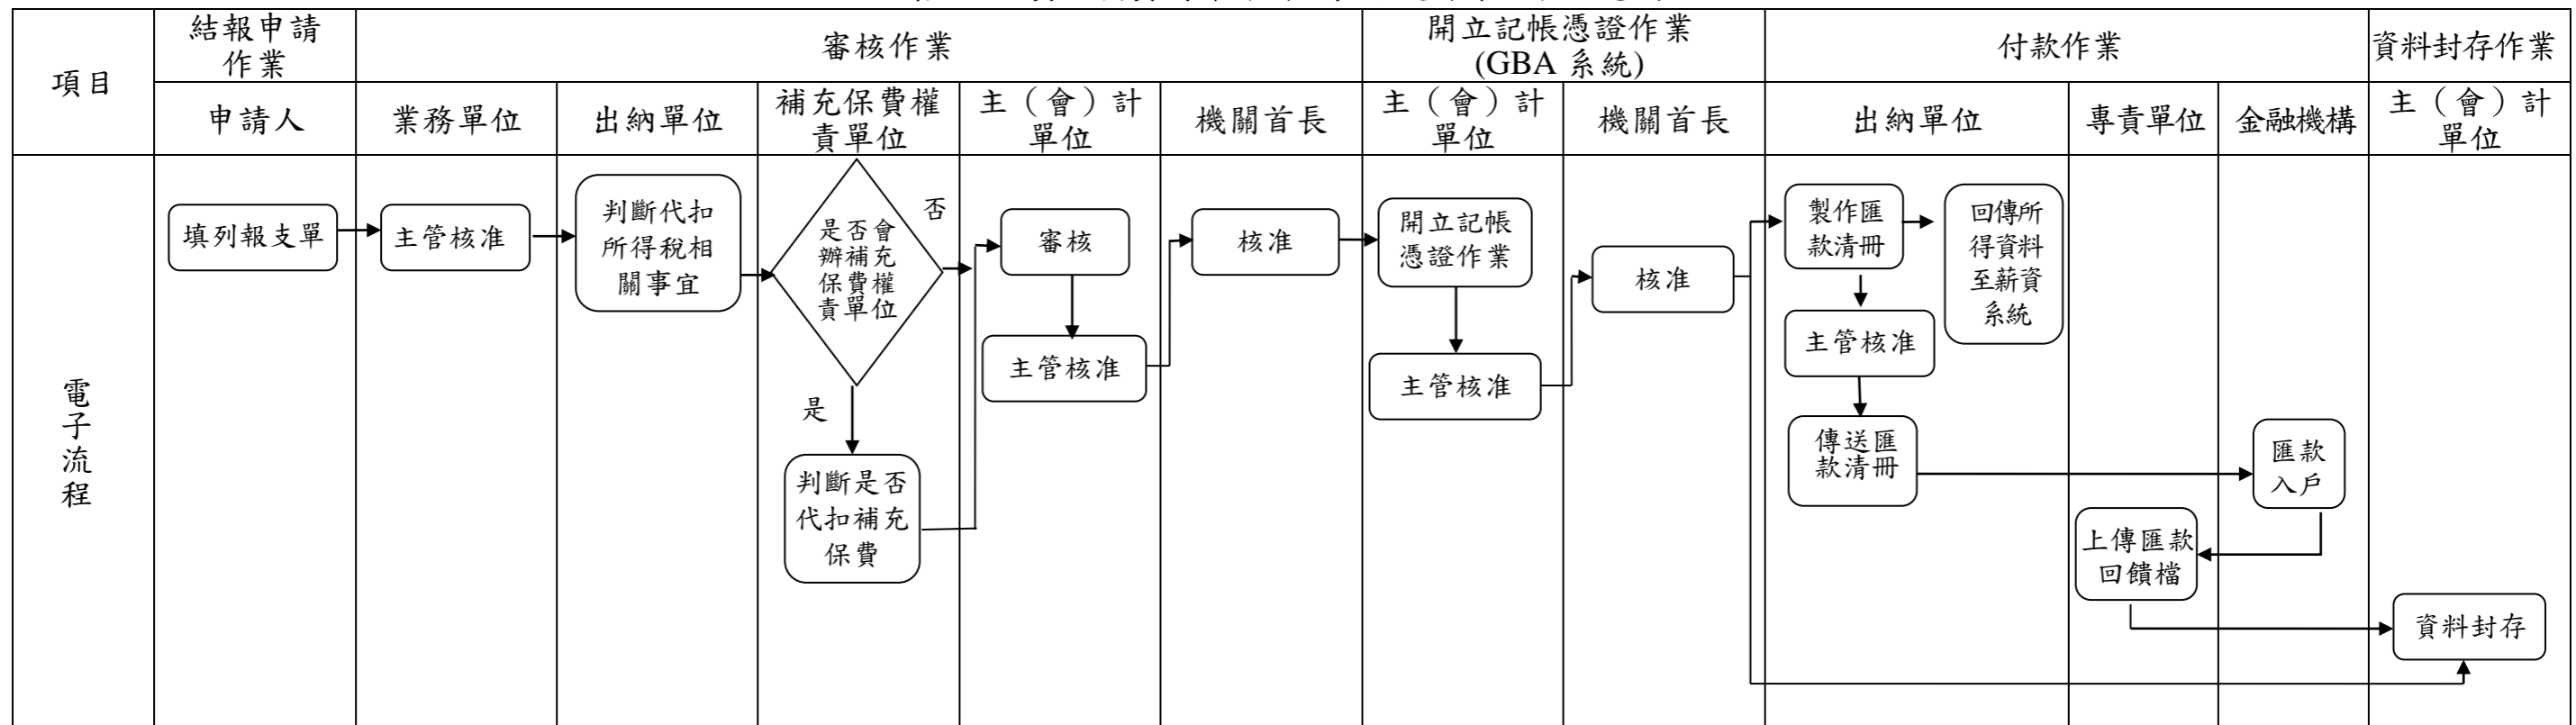 項目
結報申請
作業
審核作業
開立記帳憑證作業
(GBA 系統)
付款作業
資料封存作業
申請人
業務單位
出納單位
補充保費權
責單位
主（會）計
單位
機關首長
主（會）計
單位
機關首長
出納單位
專責單位
金融機構
主（會）計
單位
電子流程
填列報支單
主管核准
判斷代扣
所得稅相
關事宜
是否會
辦補充
保費權
責單位
否
是
判斷是否
代扣補充
保費
審核
主管核准
核准
開立記帳
憑證作業
主管核准
核准
製作匯
款清冊
回傳所
得資料
至薪資
系統
主管核准
傳送匯
款清冊
匯款
入戶
上傳匯款
回饋檔
資料封存